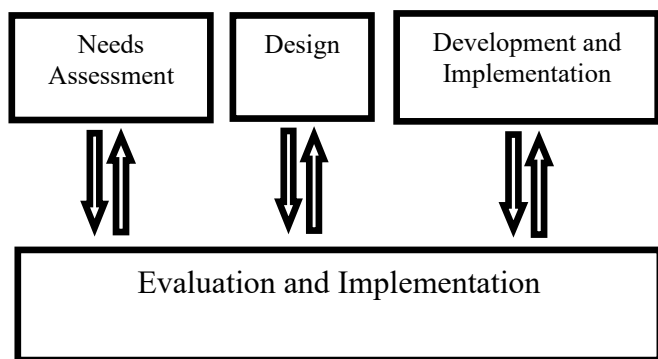 Needs
Assessment
Design
Development and
Implementation
Evaluation and Implementation